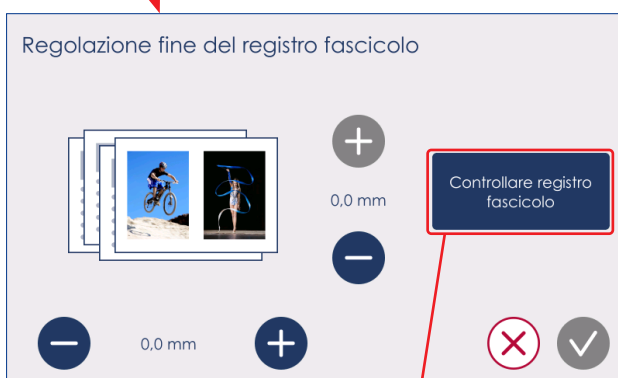 Regolazione fine del registro fascicolo
0,0 mm
Controllare registro
fascicolo
0,0 mm